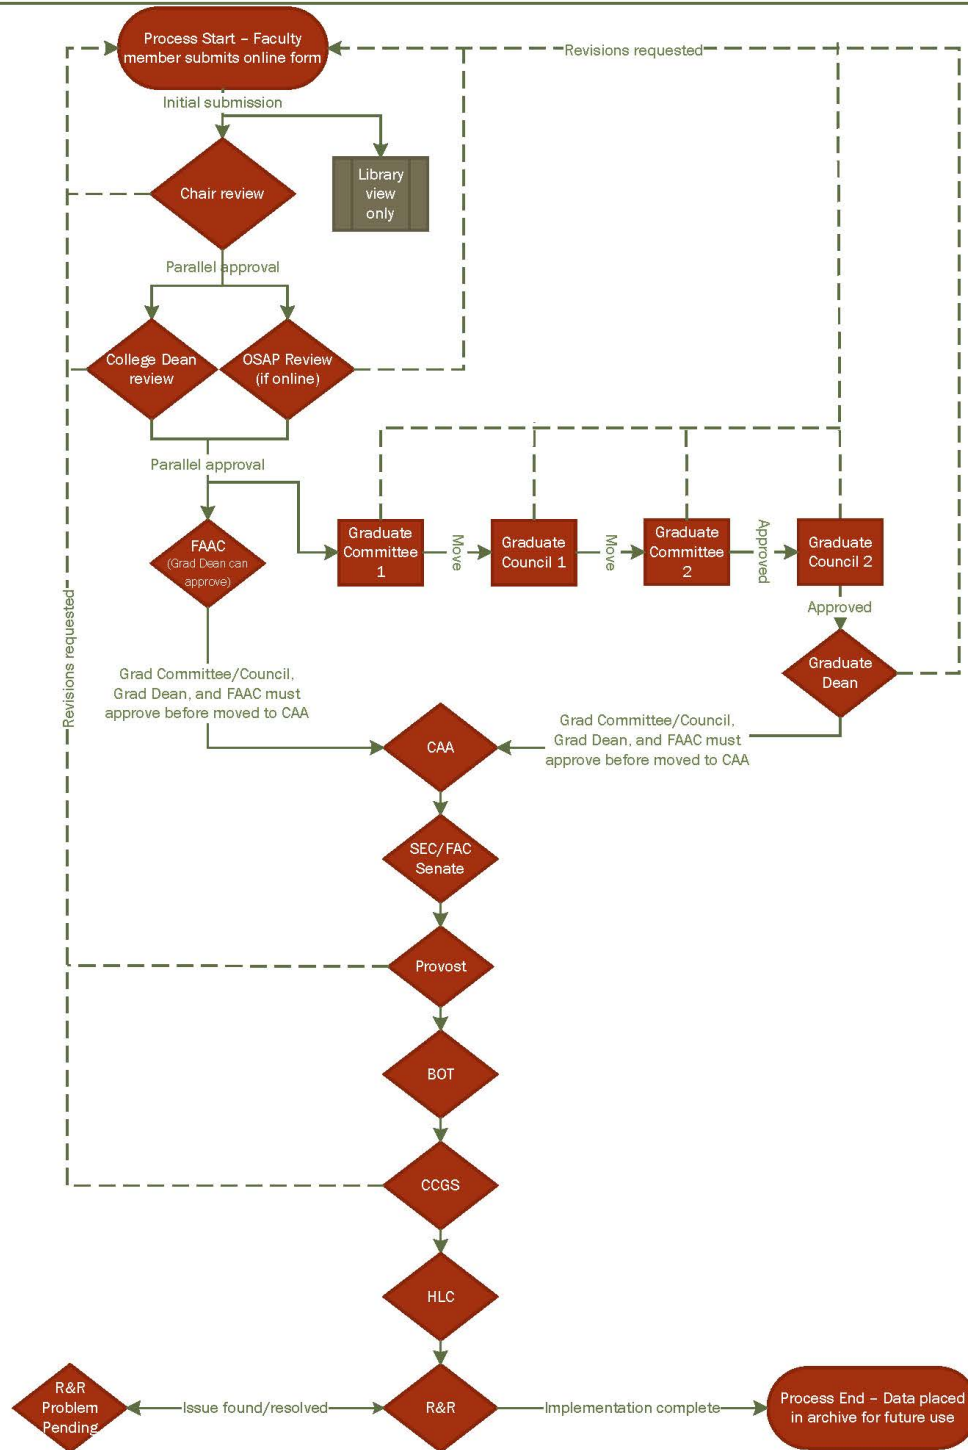 Process Start – Faculty
member submits online form
Revisions requested
Initial submission
Chair review
Library
view
only
Parallel approval
College Dean
review
OSAP Review
(if online)
Parallel approval
FAAC
(Grad Dean can
approve)
Graduate
Committee
1
Move
Graduate
Council 1
Move
Graduate
Committee
2
Approved
Graduate
Council 2
Approved
Graduate
Dean
Revisions requested
Grad Committee/Council,
Grad Dean, and FAAC must
approve before moved to CAA
Grad Committee/Council,
Grad Dean, and FAAC must
approve before moved to CAA
CAA
SEC/FAC
Senate
Provost
BOT
CCGS
HLC
R&R
Problem
Pending
Issue found/resolved
R&R
Implementation complete
Process End – Data placed
in archive for future use